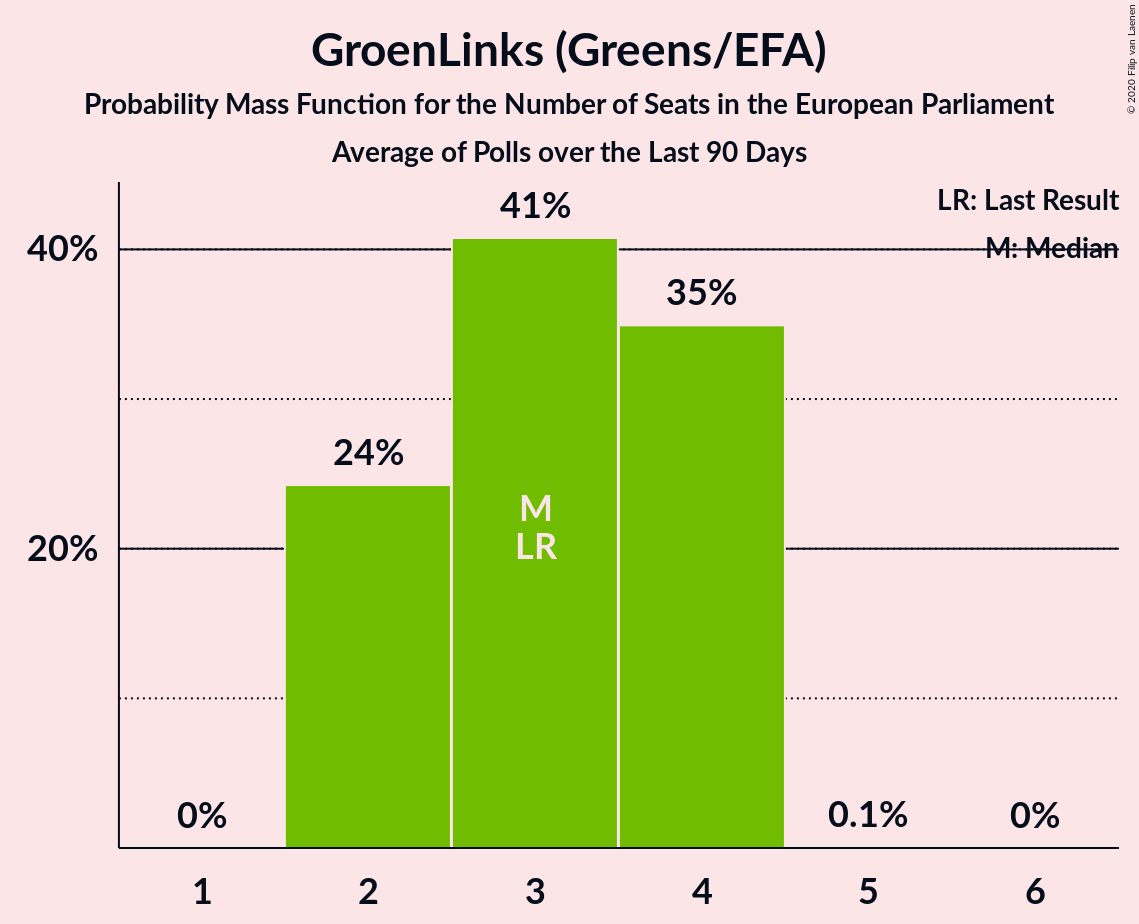 GroenLinks (Greens/EFA)
Probability Mass Function for the Number of Seats in the European Parliament
Average of Polls over the Last 90 Days
© 2020 Filip van Laenen
LR: Last Result
M: Median
41%
40%
35%
24%
M
LR
20%
0%
0.1%
0%
1 2 3 4 5 6